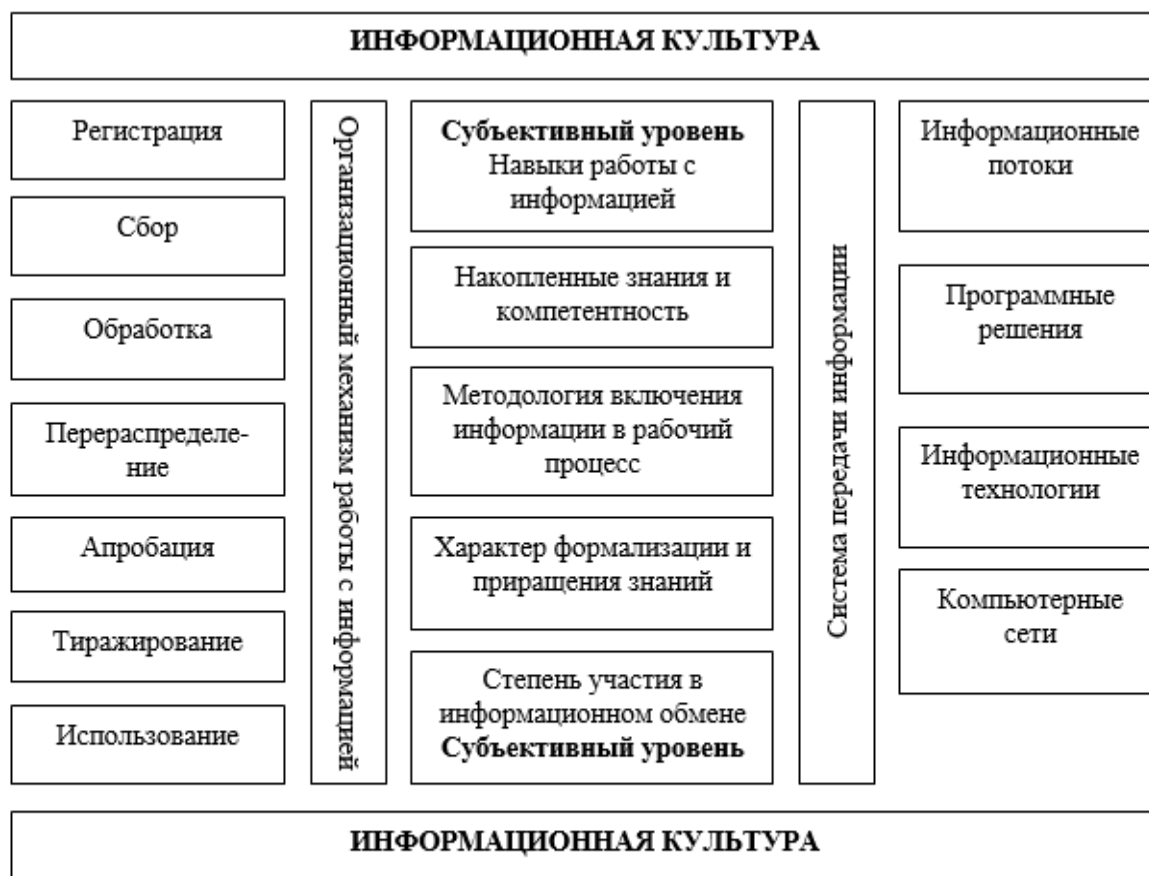 ИНФОРМАЦИОННАЯ КУЛЬТУРА
Регистрация
Сбор
Обработка
Перераспределе-
ние
Апробация
Тиражирование
Использование
Организационный механизм работы с информацией
Субъективный уровень
Навыки работы с
информацией
Накопленные знания и
компетентность
Методология включения
информации в рабочий
процесс
Характер формализации и
приращения знаний
Степень участия в
информационном обмене
Субъективный уровень
Система передачи информации
Информационные
потоки
Программные
решения
Информационные
технологии
Компьютерные
сети
ИНФОРМАЦИОННАЯ КУЛЬТУРА